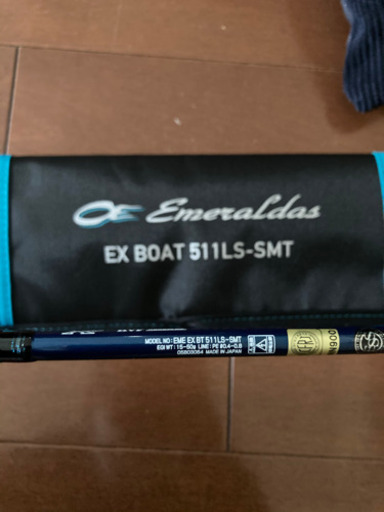 Emeraldas
EX BOAT 511LS-SMT
MODEL NO: EME EX BT 511LS-SMT
EGI WT: 15-50g LINE: PE #0.4-0.8
05803064 MADE IN JAPAN